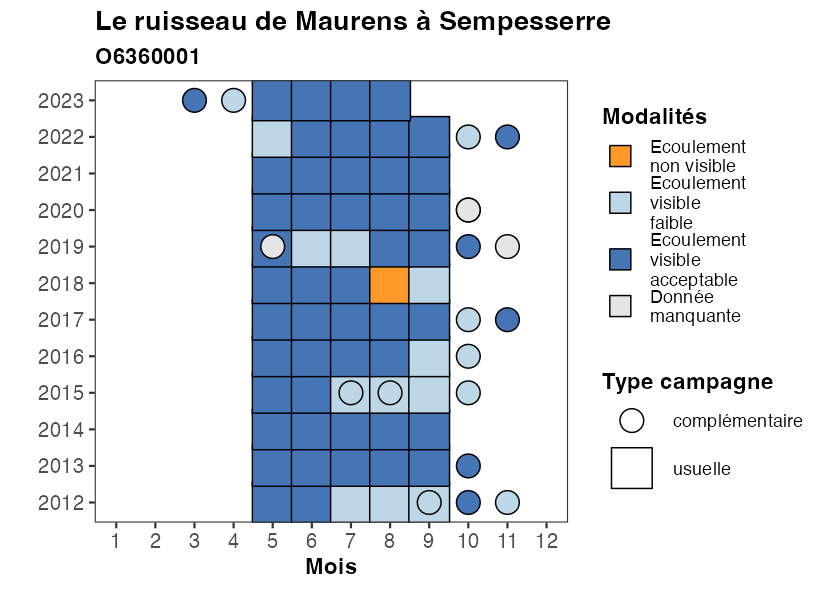 Le ruisseau de Maurens à Sempesserre
O6360001
2023
2022
2021
2020
2019
2018
2017
2016
2015
2014
2013
2012
1 2 3 4 5 6 7 8 9 10 11 12
Mois
Modalités
Ecoulement
non visible
Ecoulement
visible
faible
Ecoulement
visible
acceptable
Donnée
manquante
Type campagne
complémentaire
usuelle